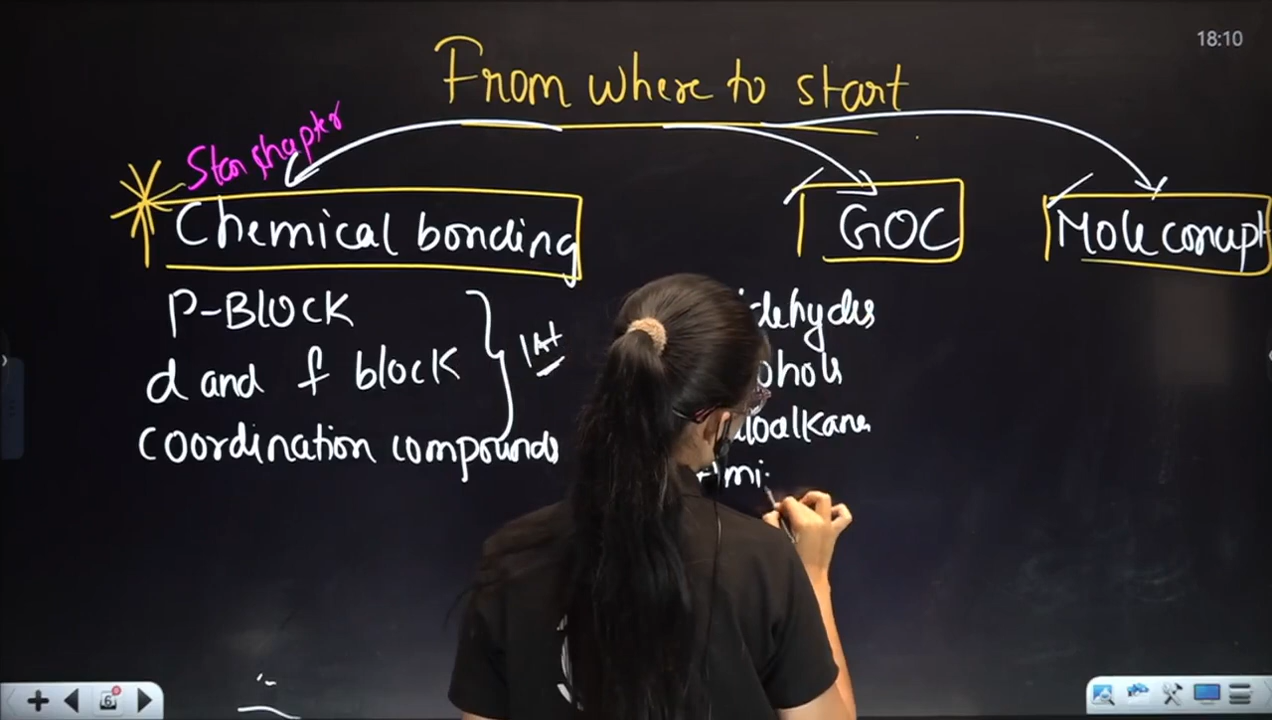 18:10
From where to start
Star chapter
Chemical bonding
GOC
Mole concept
P-BLOCK
d and f block
coordination compounds
1st